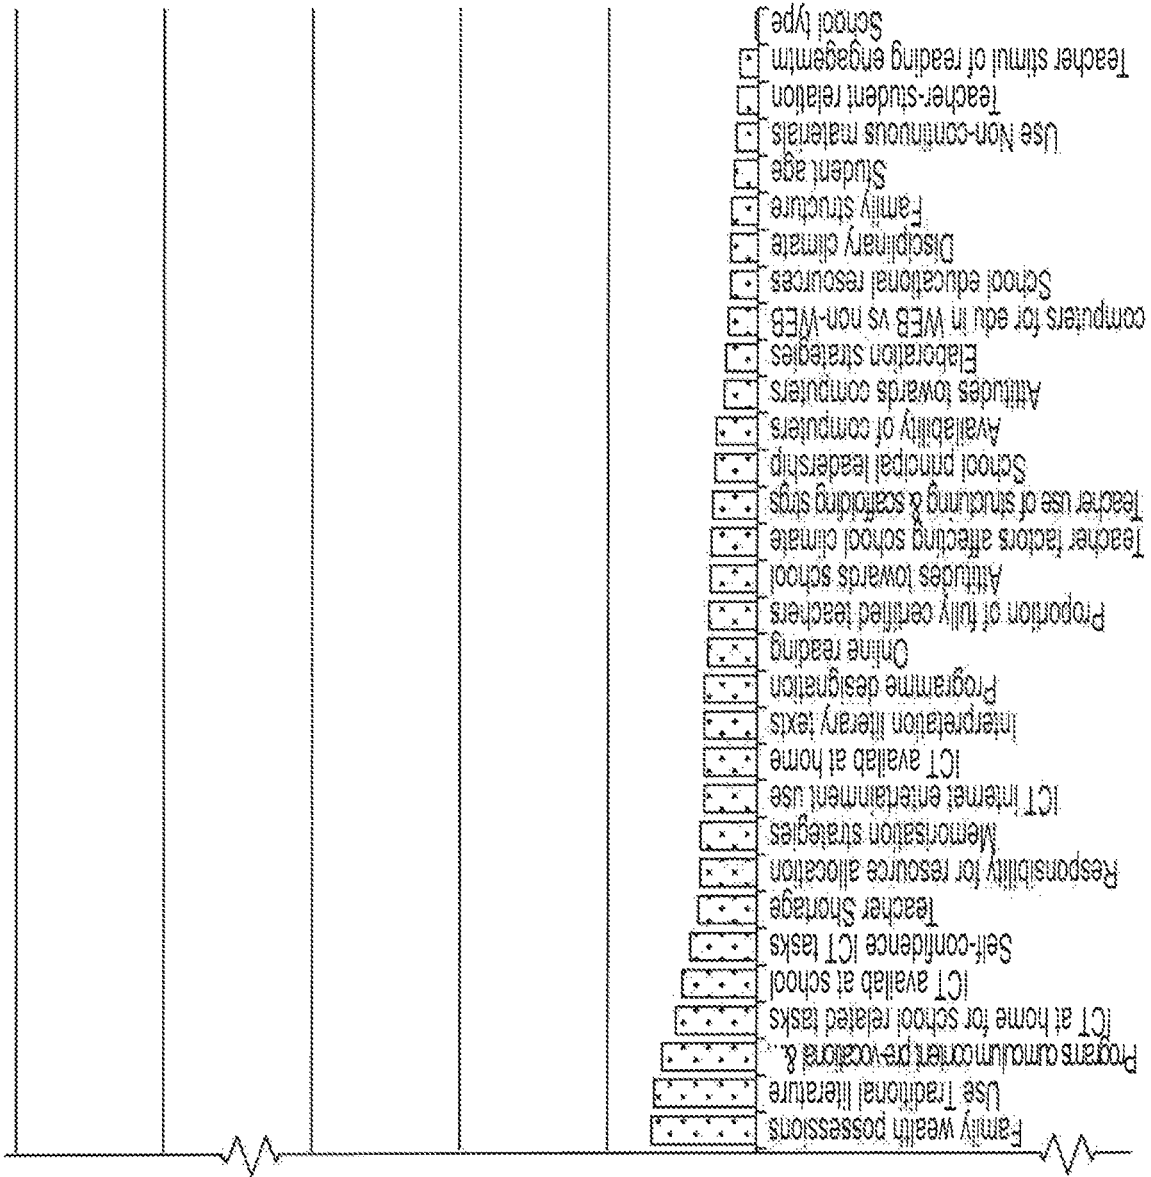 Family wealth possessions
Use Traditional literature
Programs curriculum content pre-vocational &...
ICT at home for school related tasks
ICT availab at school
Self-confidence ICT tasks
Teacher Shortage
Responsibility for resource allocation
Memorisation strategies
ICT internet entertainment use
ICT availab at home
Interpretation literary texts
Programme designation
Online reading
Proportion of fully certified teachers
Attitudes towards school
Teacher factors affecting school climate
Teacher use of structuring & scaffolding strgs
School principal leadership
Availability of computers
Attitudes towards computers
Elaboration strategies
computers for edu in WEB vs non-WEB
School educational resources
Disciplinary climate
Family structure
Student age
Use Non-continuous materials
Teacher-student relation
Teacher stimul of reading engagemtm
School type